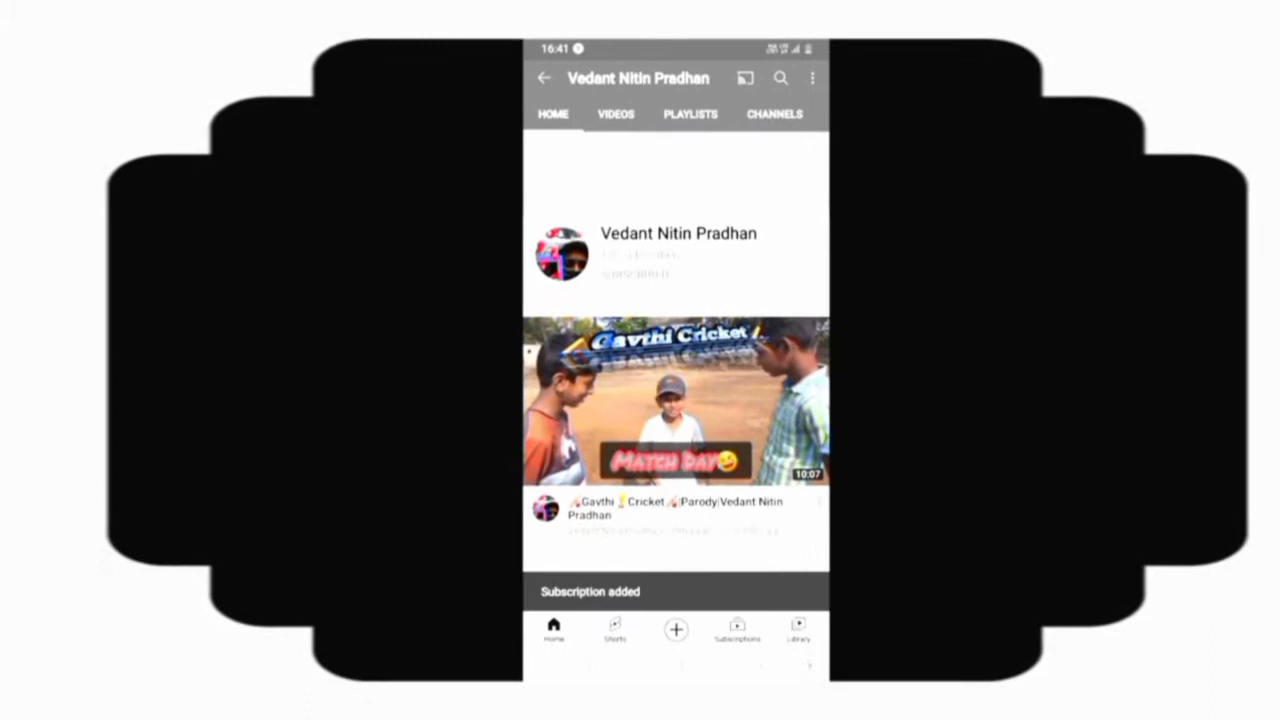 16:41
Vedant Nitin Pradhan
HOME VIDEOS PLAYLISTS CHANNELS
Vedant Nitin Pradhan
SUBSCRIBED
Gavthi Cricket
Match Day🤣
10:07
🏏Gavthi🏆Cricket🏏|Parody|Vedant Nitin
Pradhan
Subscription added
Home Shorts Subscriptions Library